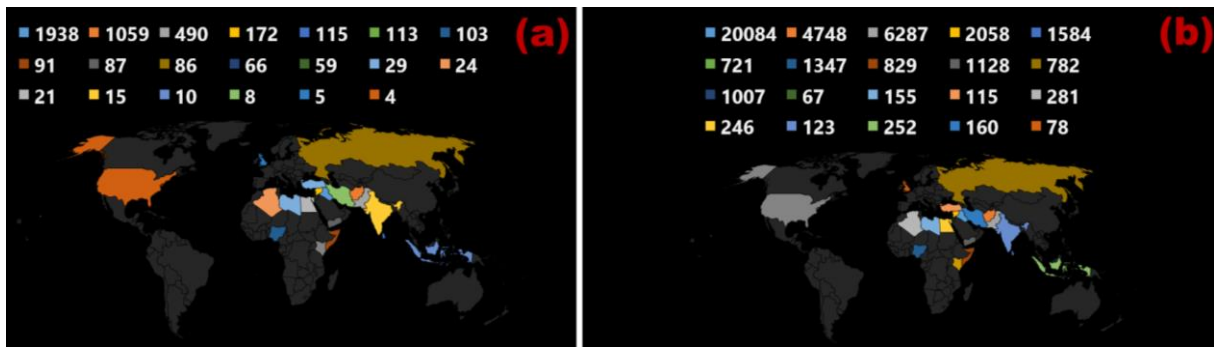 1938 1059 490 172 115 113 103 (a)
91 87 86 66 59 29 24
21 15 10 8 5 4
20084 4748 6287 2058 1584 (b)
721 1347 829 1128 782
1007 67 155 115 281
246 123 252 160 78